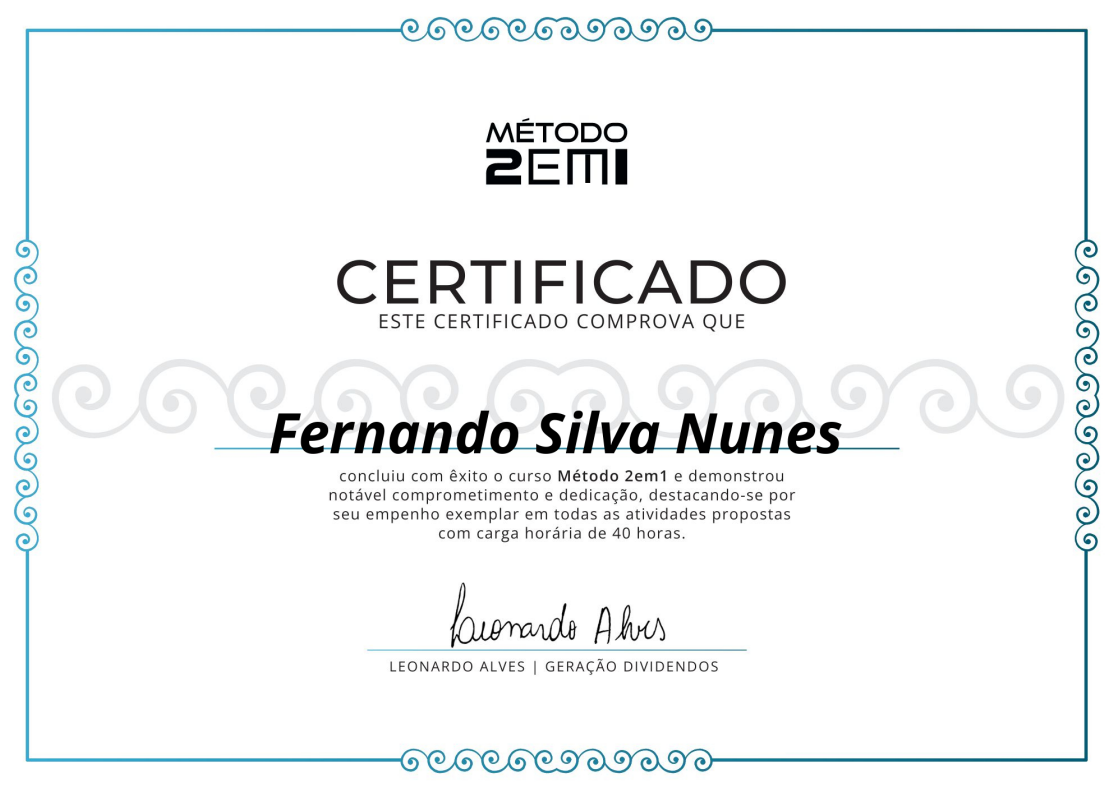 MÉTODO
2EM1
CERTIFICADO
ESTE CERTIFICADO COMPROVA QUE
Fernando Silva Nunes
concluiu com êxito o curso Método 2em1 e demonstrou
notável comprometimento e dedicação, destacando-se por
seu empenho exemplar em todas as atividades propostas
com carga horária de 40 horas.
Leonardo Alves
LEONARDO ALVES | GERAÇÃO DIVIDENDOS